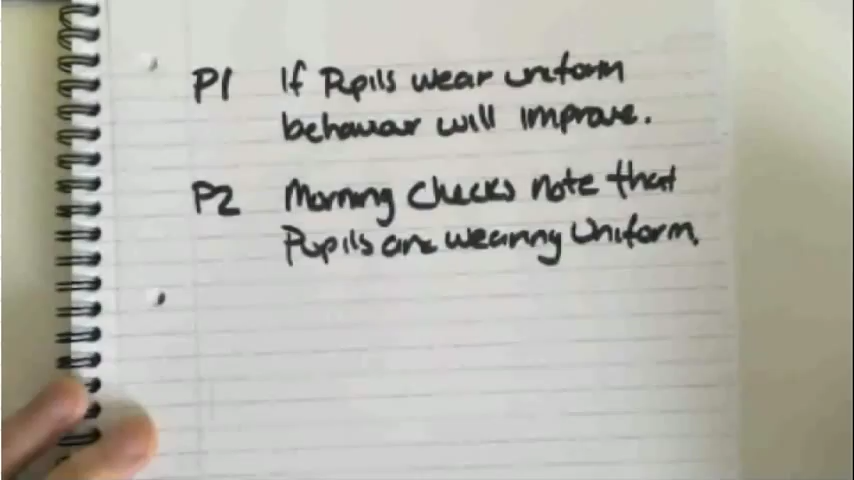 P1 If Pupils wear uniform
behaviour will improve.
P2 Morning checks note that
Pupils are wearing Uniform.